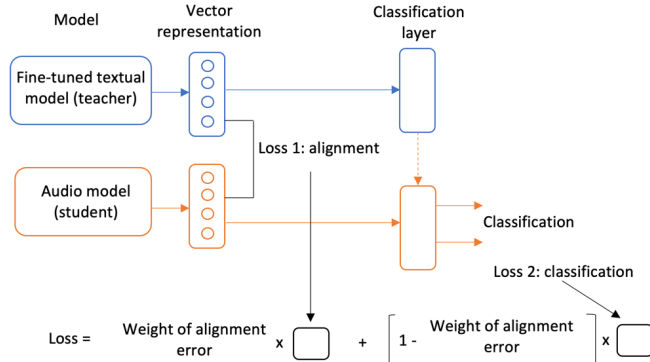 Model
Vector
representation
Classification
layer
Fine-tuned textual
model (teacher)
Loss 1: alignment
Audio model
(student)
Classification
Loss 2: classification
Loss = Weight of alignment
error
x
+
1 - Weight of alignment
error
x